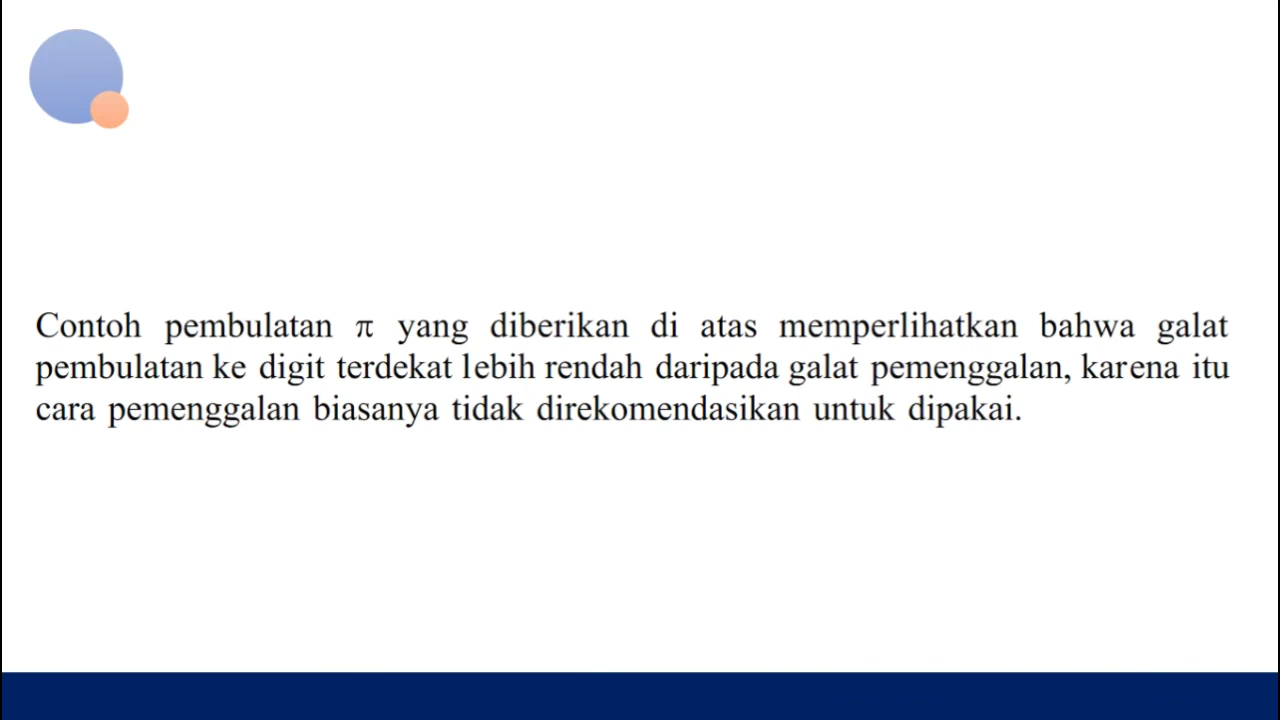 Contoh pembulatan π yang diberikan di atas memperlihatkan bahwa galat
pembulatan ke digit terdekat lebih rendah daripada galat pemenggalan, karena itu
cara pemenggalan biasanya tidak direkomendasikan untuk dipakai.